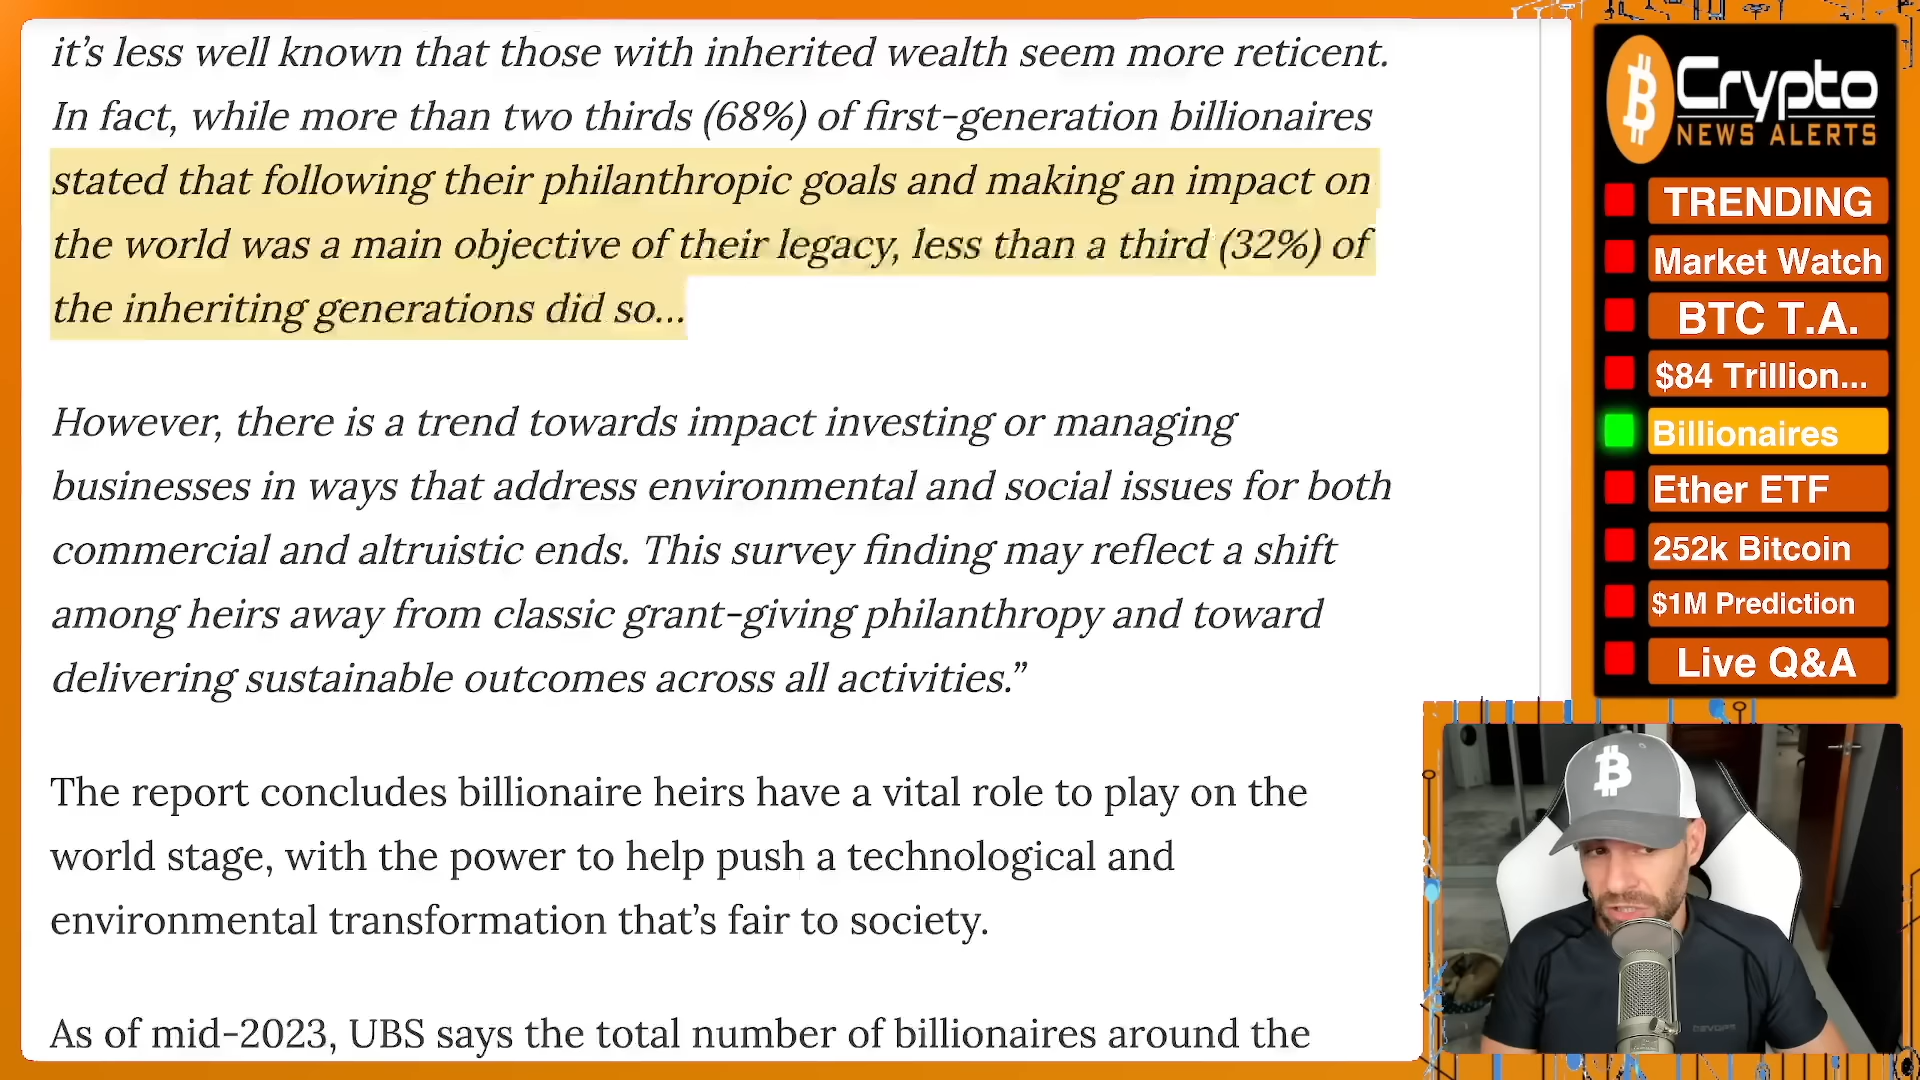 it’s less well known that those with inherited wealth seem more reticent.
In fact, while more than two thirds (68%) of first-generation billionaires
stated that following their philanthropic goals and making an impact on
the world was a main objective of their legacy, less than a third (32%) of
the inheriting generations did so…
However, there is a trend towards impact investing or managing
businesses in ways that address environmental and social issues for both
commercial and altruistic ends. This survey finding may reflect a shift
among heirs away from classic grant-giving philanthropy and toward
delivering sustainable outcomes across all activities.”
The report concludes billionaire heirs have a vital role to play on the
world stage, with the power to help push a technological and
environmental transformation that’s fair to society.
As of mid-2023, UBS says the total number of billionaires around the
Crypto
NEWS ALERTS
TRENDING
Market Watch
BTC T.A.
$84 Trillion...
Billionaires
Ether ETF
252k Bitcoin
$1M Prediction
Live Q&A